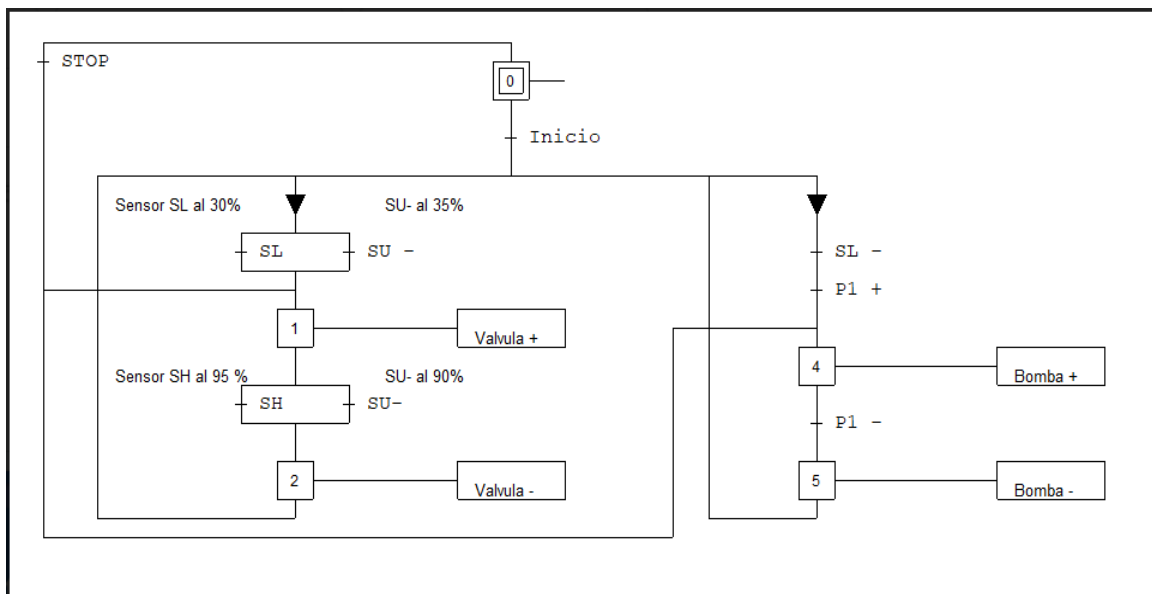 STOP
0
Inicio
Sensor SL al 30%
SU- al 35%
SL
SU -
SL -
P1 +
1
Valvula +
4
Bomba +
Sensor SH al 95 %
SU- al 90%
SH
SU-
P1 -
2
Valvula -
5
Bomba -